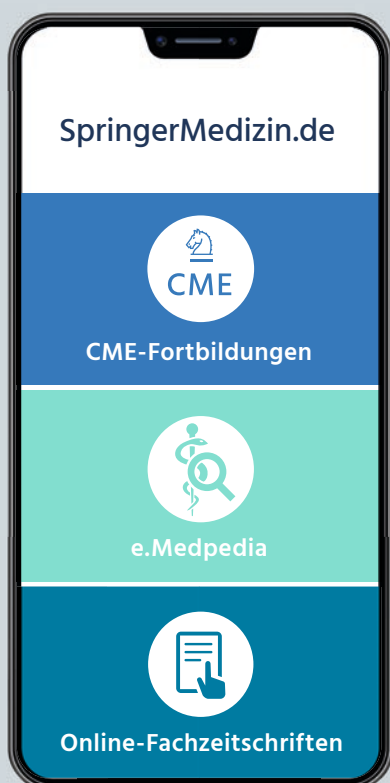 SpringerMedizin.de
CME
CME-Fortbildungen
e.Medpedia
Online-Fachzeitschriften